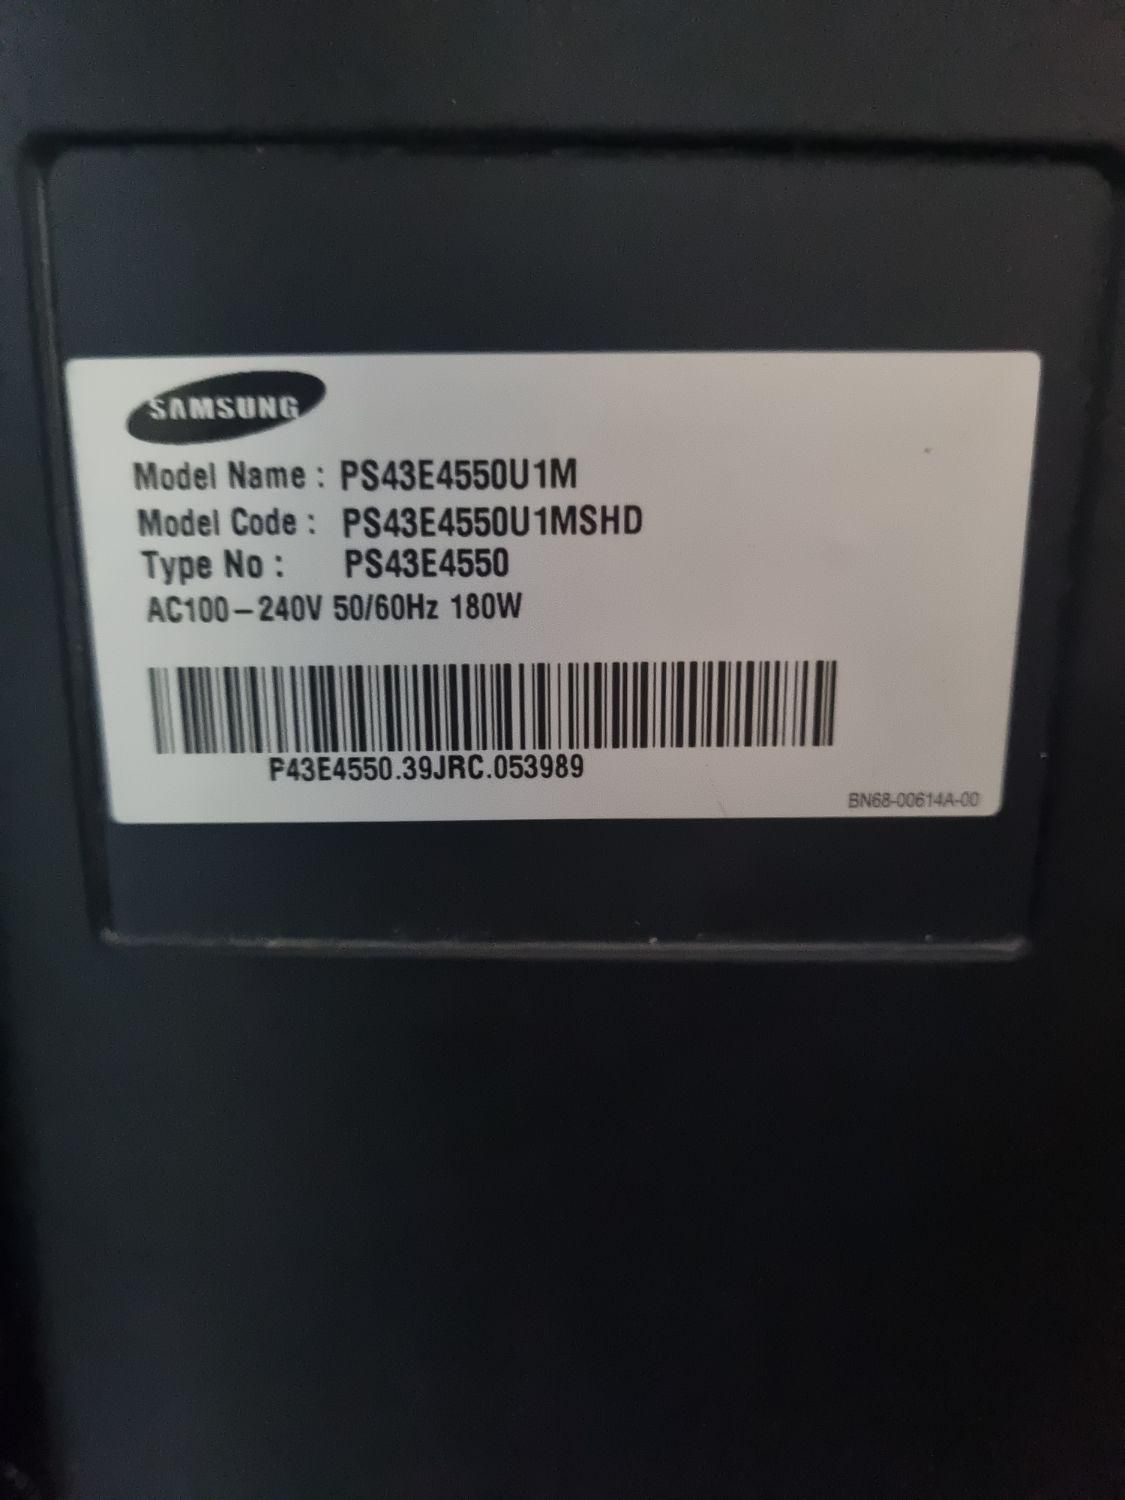 SAMSUNG
Model Name : PS43E4550U1M
Model Code : PS43E4550U1MSHD
Type No : PS43E4550
AC100–240V 50/60Hz 180W
P43E4550.39JRC.053989
BN68-00614A-00